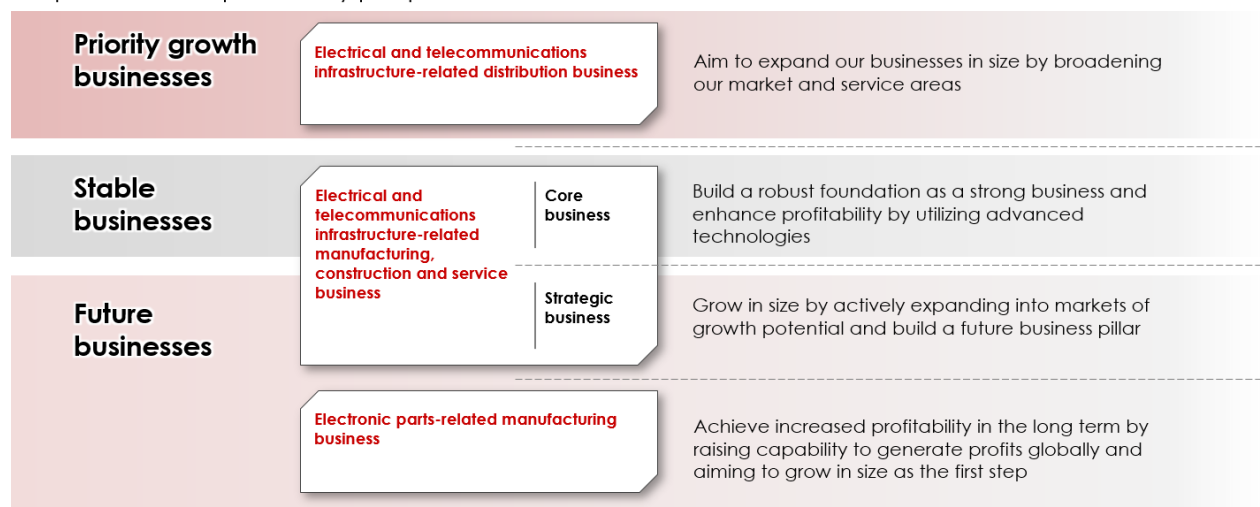 Priority growth
businesses
Electrical and telecommunications
infrastructure-related distribution business
Aim to expand our businesses in size by broadening
our market and service areas
Stable
businesses
Electrical and
telecommunications
infrastructure-related
manufacturing,
construction and service
business
Core
business
Build a robust foundation as a strong business and
enhance profitability by utilizing advanced
technologies
Future
businesses
Strategic
business
Grow in size by actively expanding into markets of
growth potential and build a future business pillar
Electronic parts-related manufacturing
business
Achieve increased profitability in the long term by
raising capability to generate profits globally and
aiming to grow in size as the first step